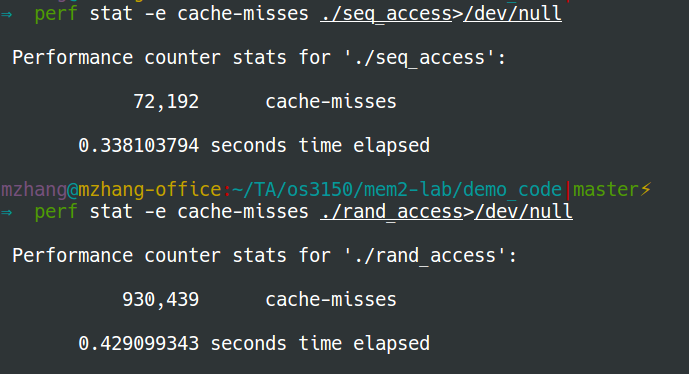 ⇒  perf stat -e cache-misses ./seq_access>/dev/null
Performance counter stats for './seq_access':
72,192      cache-misses
0.338103794 seconds time elapsed
mzhang@mzhang-office:~/TA/os3150/mem2-lab/demo_code|master⚡
⇒  perf stat -e cache-misses ./rand_access>/dev/null
Performance counter stats for './rand_access':
930,439      cache-misses
0.429099343 seconds time elapsed